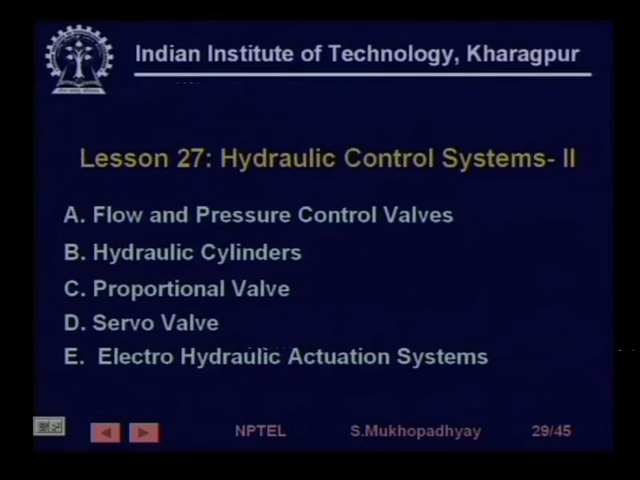 Indian Institute of Technology, Kharagpur
Lesson 27: Hydraulic Control Systems- II
A. Flow and Pressure Control Valves
B. Hydraulic Cylinders
C. Proportional Valve
D. Servo Valve
E. Electro Hydraulic Actuation Systems
NPTEL S.Mukhopadhyay 29/45